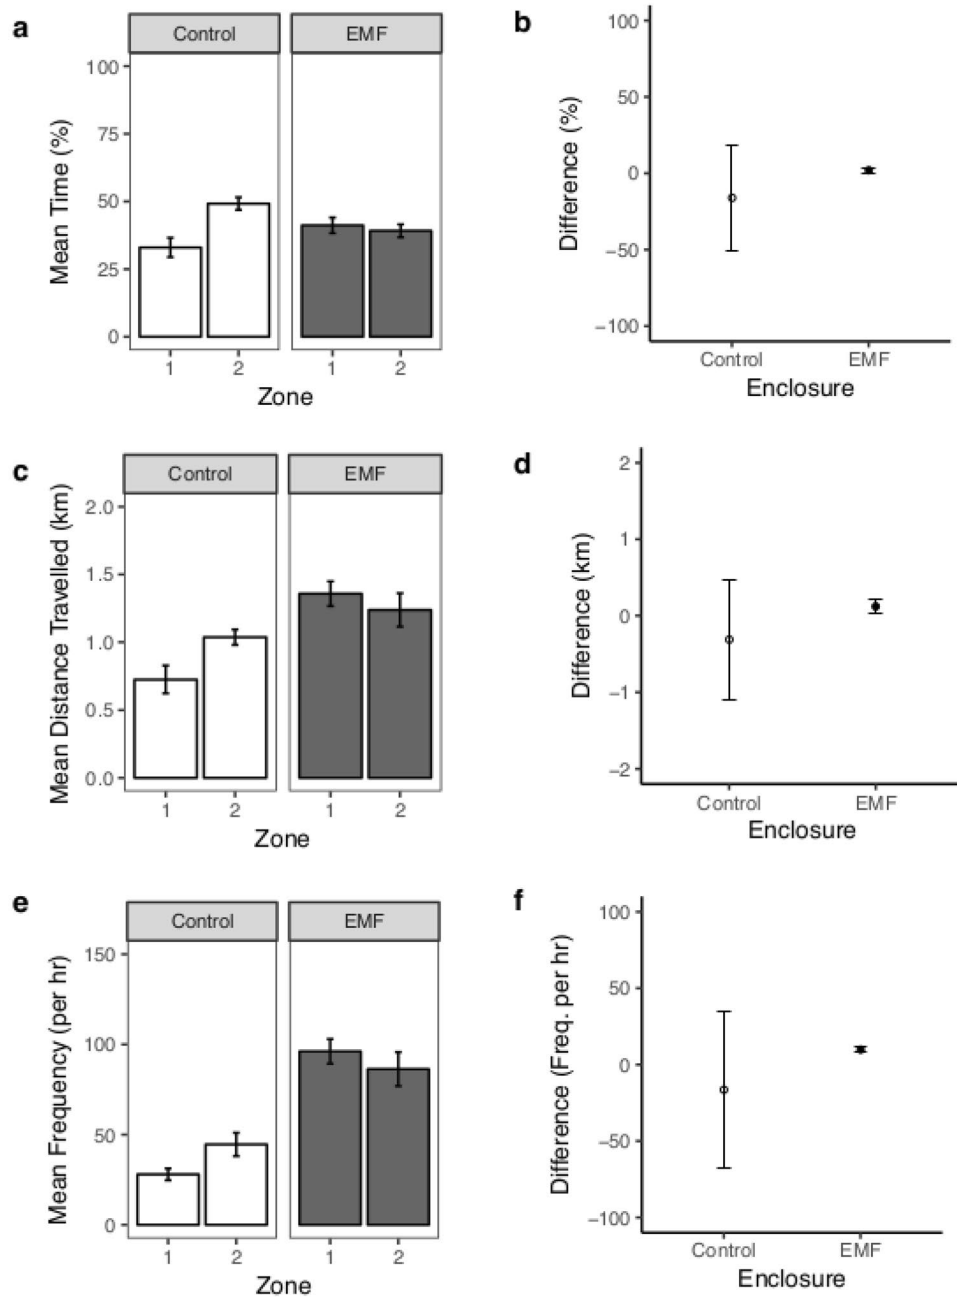 a
Control
EMF
Mean Time (%)
100
75
50
25
0
1
2
1
2
Zone
b
Difference (%)
100
50
0
−50
−100
Control
EMF
Enclosure
c
Control
EMF
Mean Distance Travelled (km)
2.0
1.5
1.0
0.5
0.0
1
2
1
2
Zone
d
Difference (km)
2
1
0
−1
−2
Control
EMF
Enclosure
e
Control
EMF
Mean Frequency (per hr)
150
100
50
0
1
2
1
2
Zone
f
Difference (Freq. per hr)
100
50
0
−50
−100
Control
EMF
Enclosure